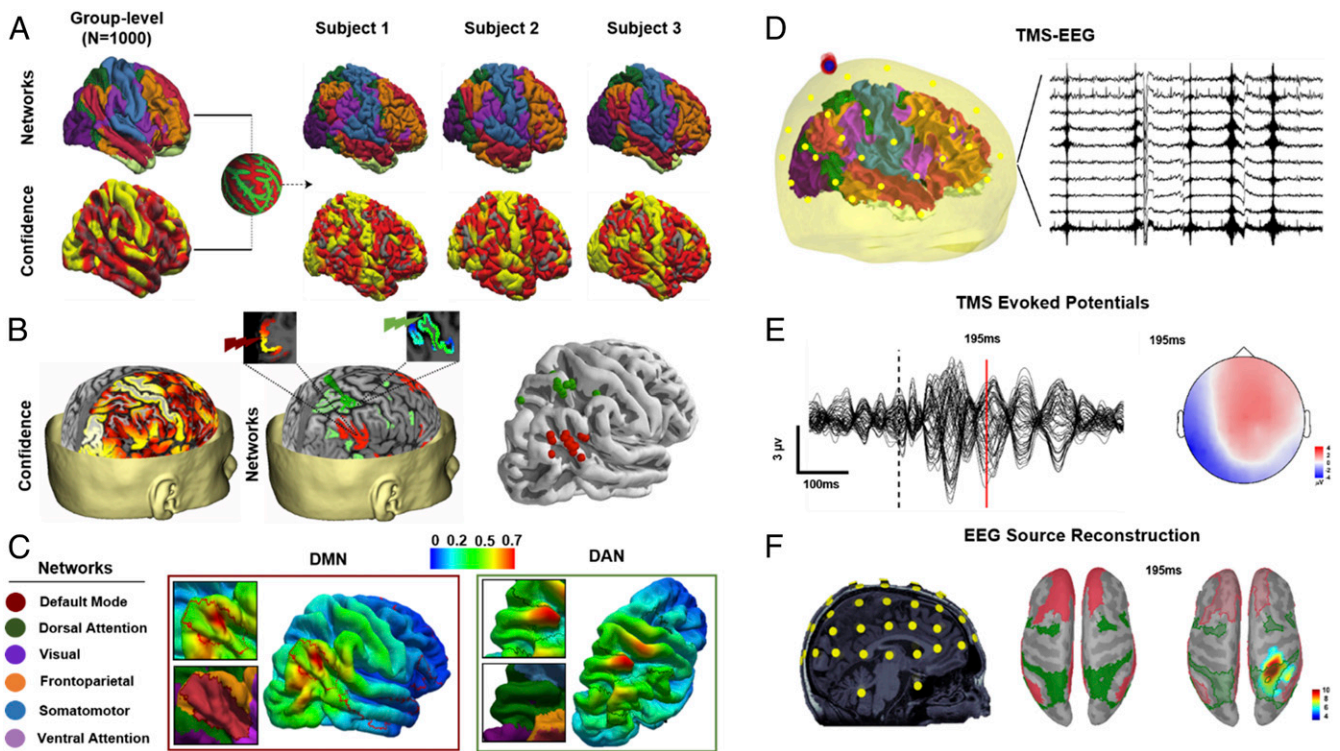 A
Group-level
(N=1000)
Subject 1
Subject 2
Subject 3
Networks
Confidence
B
Confidence
Networks
C
Networks
Default Mode
Dorsal Attention
Visual
Frontoparietal
Somatomotor
Ventral Attention
DMN
0 0.2 0.5 0.7
DAN
D
TMS-EEG
E
TMS Evoked Potentials
195ms
195ms
3 μv
100ms
μV
F
EEG Source Reconstruction
195ms
10
8
6
4